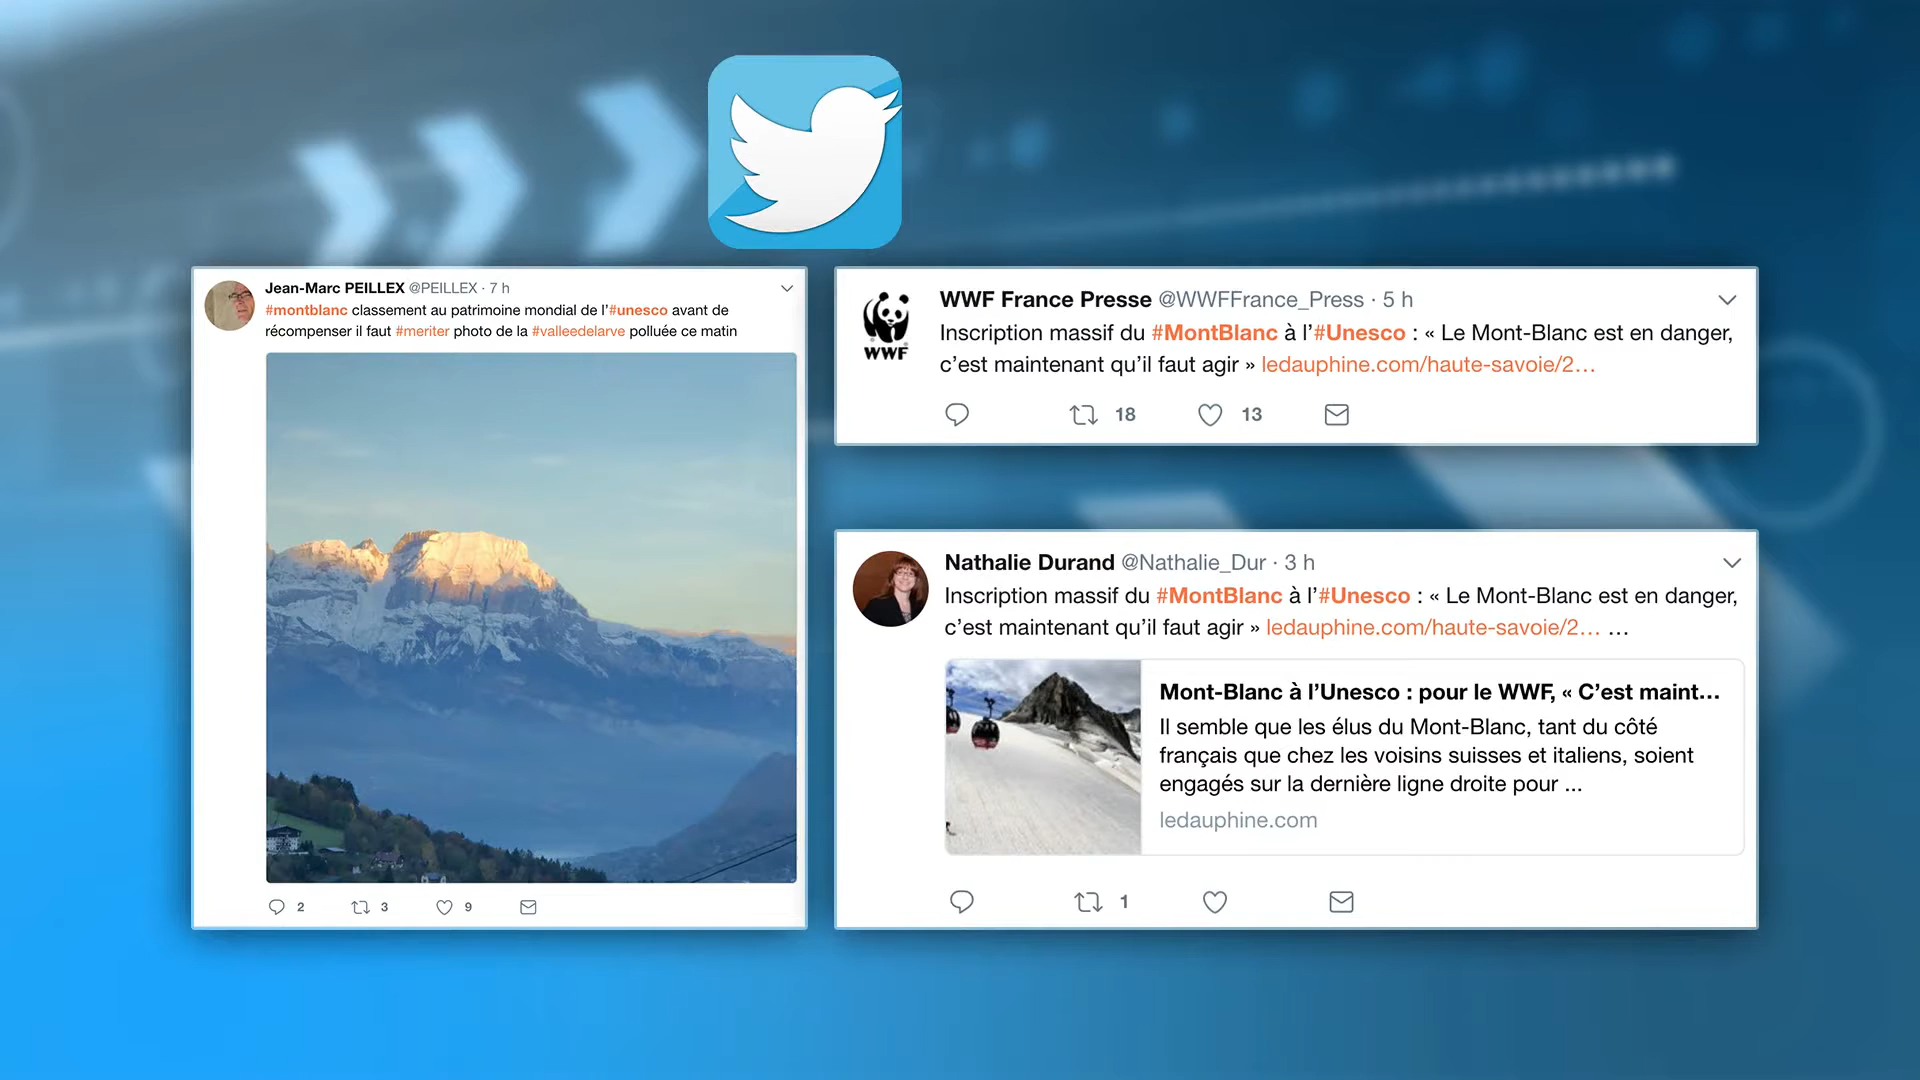 Jean-Marc PEILLEX @PEILLEX · 7 h
#montblanc classement au patrimoine mondial de l'#unesco avant de
récompenser il faut #meriter photo de la #valleedelarve polluée ce matin
2 3 9
WWF France Presse @WWFFrance_Press · 5 h
Inscription massif du #MontBlanc à l'#Unesco : « Le Mont-Blanc est en danger,
c'est maintenant qu'il faut agir » ledauphine.com/haute-savoie/2…
WWF
18 13
Nathalie Durand @Nathalie_Dur · 3 h
Inscription massif du #MontBlanc à l'#Unesco : « Le Mont-Blanc est en danger,
c'est maintenant qu'il faut agir » ledauphine.com/haute-savoie/2… …
Mont-Blanc à l'Unesco : pour le WWF, « C'est maint…
Il semble que les élus du Mont-Blanc, tant du côté
français que chez les voisins suisses et italiens, soient
engagés sur la dernière ligne droite pour ...
ledauphine.com
1